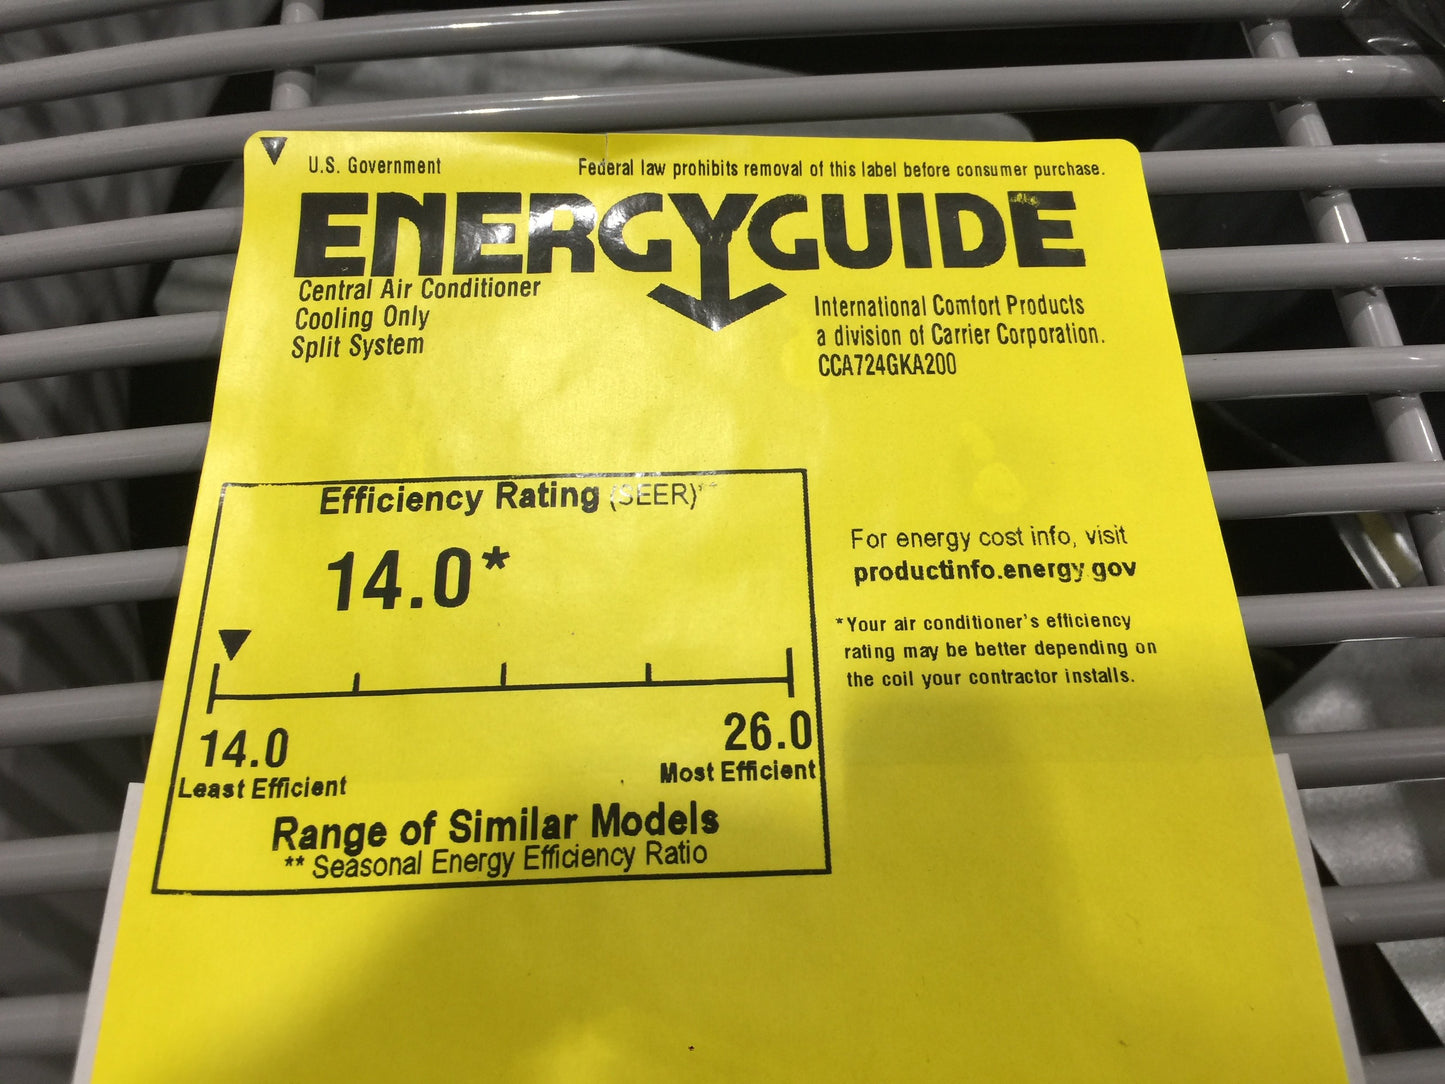 U.S. Government
Federal law prohibits removal of this label before consumer purchase.
ENERGYGUIDE
Central Air Conditioner
Cooling Only
Split System
International Comfort Products
a division of Carrier Corporation.
CCA724GKA200
Efficiency Rating (SEER)**
14.0*
14.0
Least Efficient
26.0
Most Efficient
Range of Similar Models
** Seasonal Energy Efficiency Ratio
For energy cost info, visit
productinfo.energy.gov
*Your air conditioner's efficiency
rating may be better depending on
the coil your contractor installs.